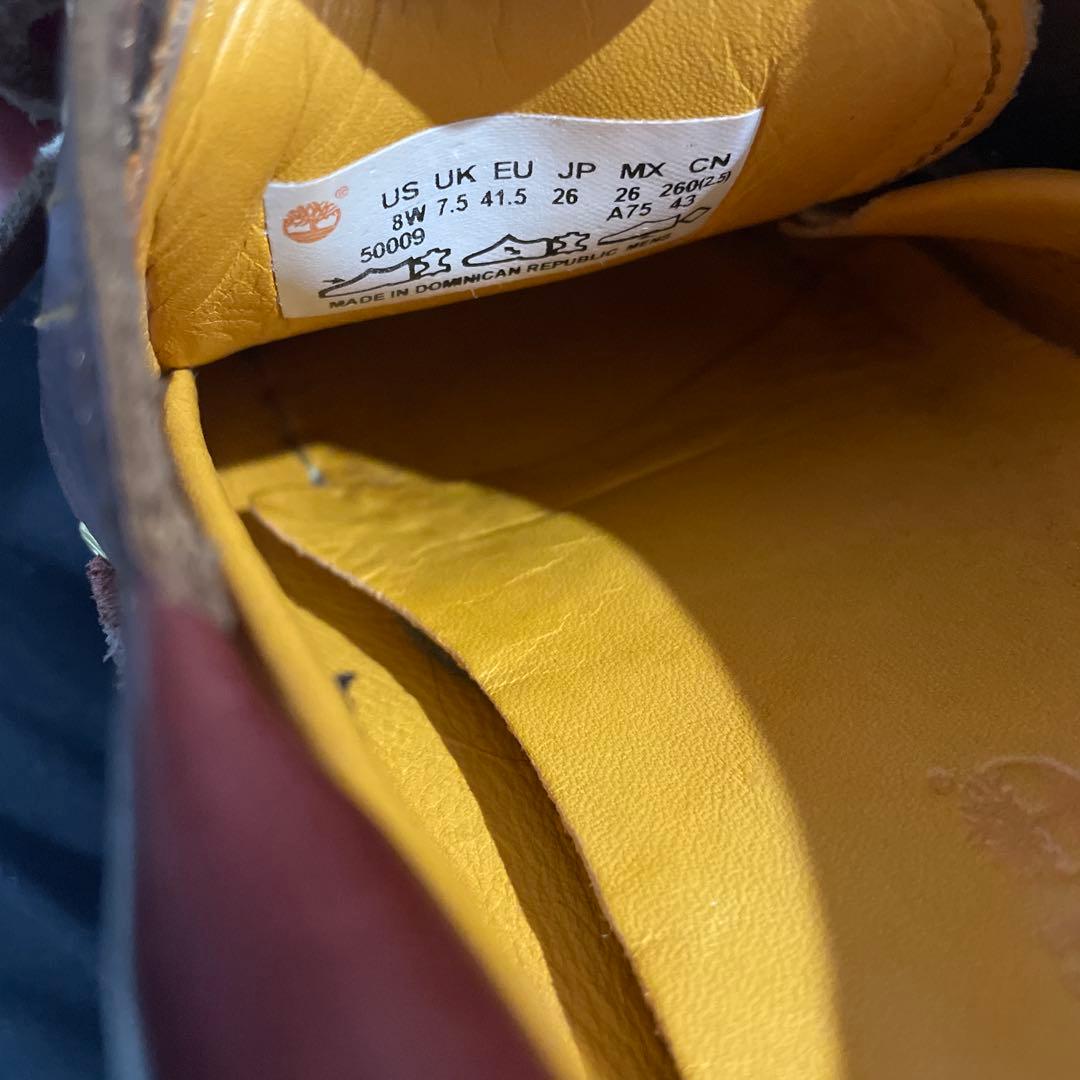 ®
US UK EU JP MX CN
8W 7.5 41.5 26 26 260(2.5)
50009 A75 43
MADE IN DOMINICAN REPUBLIC MENS